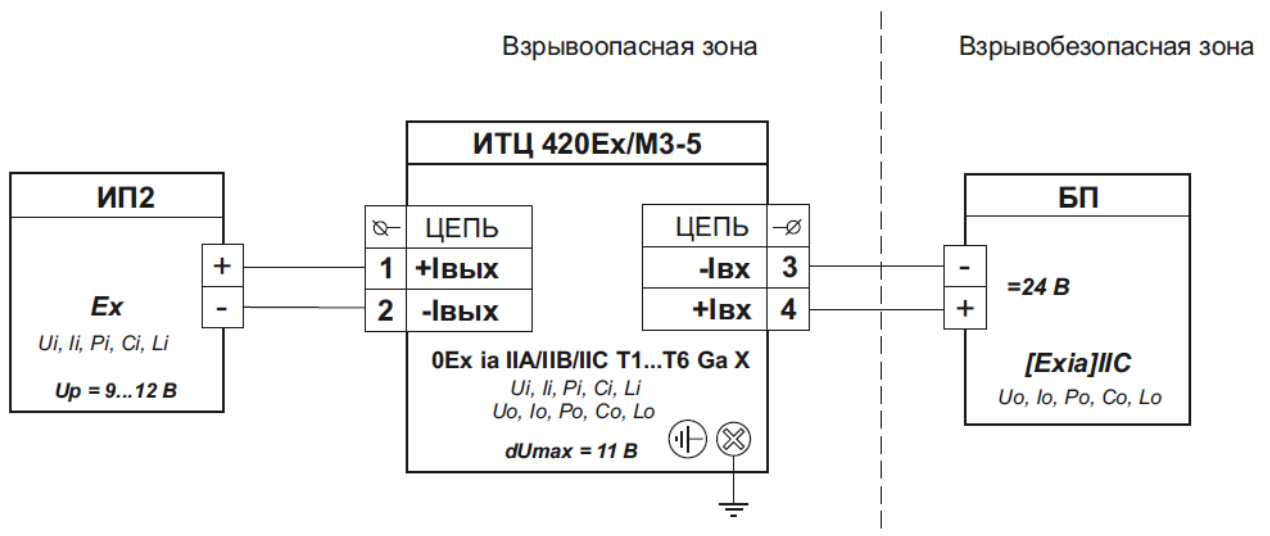 Взрывоопасная зона
Взрывобезопасная зона
ИП2
+
-
Ex
Ui, Ii, Pi, Ci, Li
Up = 9...12 В
ИТЦ 420Ex/М3-5
ЦЕПЬ
1 +Iвых
2 -Iвых
ЦЕПЬ
-Iвх 3
+Iвх 4
0Ex ia IIA/IIB/IIC T1...T6 Ga X
Ui, Ii, Pi, Ci, Li
Uo, Io, Po, Co, Lo
dUmax = 11 В
БП
-
+
=24 В
[Exia]IIC
Uo, Io, Po, Co, Lo